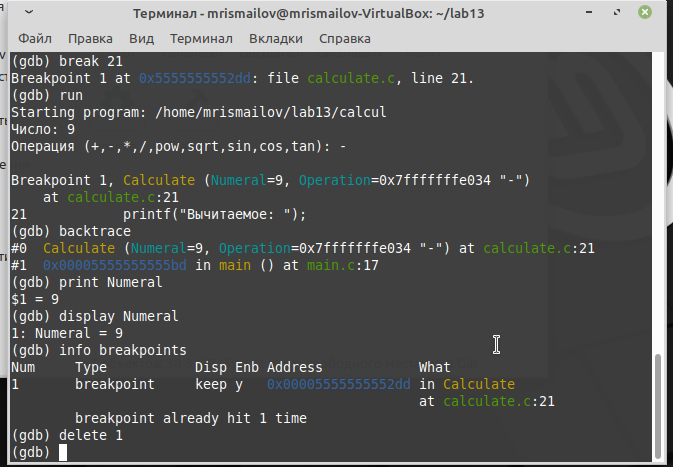 Терминал - mrismailov@mrismailov-VirtualBox: ~/lab13
Файл Правка Вид Терминал Вкладки Справка
(gdb) break 21
Breakpoint 1 at 0x5555555552dd: file calculate.c, line 21.
(gdb) run
Starting program: /home/mrismailov/lab13/calcul
Число: 9
Операция (+,-,*,/,pow,sqrt,sin,cos,tan): -
Breakpoint 1, Calculate (Numeral=9, Operation=0x7fffffffe034 "-")
at calculate.c:21
21 printf("Вычитаемое: ");
(gdb) backtrace
#0 Calculate (Numeral=9, Operation=0x7fffffffe034 "-") at calculate.c:21
#1 0x00005555555555bd in main () at main.c:17
(gdb) print Numeral
$1 = 9
(gdb) display Numeral
1: Numeral = 9
(gdb) info breakpoints
Num Type Disp Enb Address What
1 breakpoint keep y 0x00005555555552dd in Calculate
at calculate.c:21
breakpoint already hit 1 time
(gdb) delete 1
(gdb)